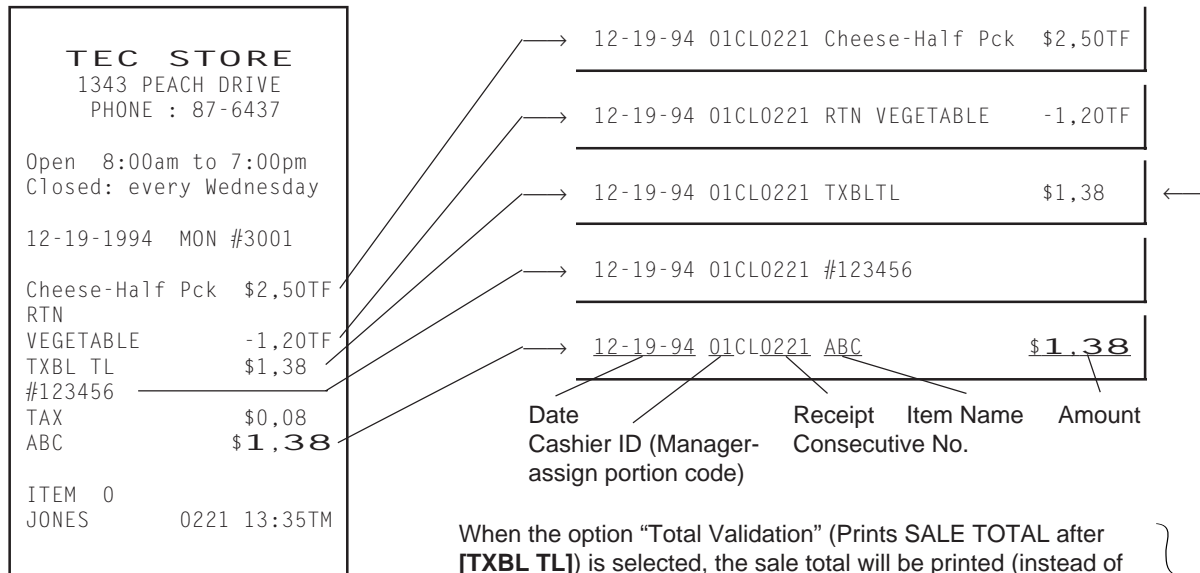 TEC STORE
1343 PEACH DRIVE
PHONE : 87-6437
Open 8:00am to 7:00pm
Closed: every Wednesday
12-19-1994 MON #3001
Cheese-Half Pck $2,50TF
RTN
VEGETABLE -1,20TF
TXBL TL $1,38
#123456
TAX $0,08
ABC $1,38
ITEM 0
JONES 0221 13:35TM
12-19-94 01CL0221 Cheese-Half Pck $2,50TF
12-19-94 01CL0221 RTN VEGETABLE -1,20TF
12-19-94 01CL0221 TXBLTL $1,38
12-19-94 01CL0221 #123456
12-19-94 01CL0221 ABC $1,38
Date Receipt Item Name Amount
Cashier ID (Manager- Consecutive No.
assign portion code)
When the option “Total Validation” (Prints SALE TOTAL after
[TXBL TL]) is selected, the sale total will be printed (instead of